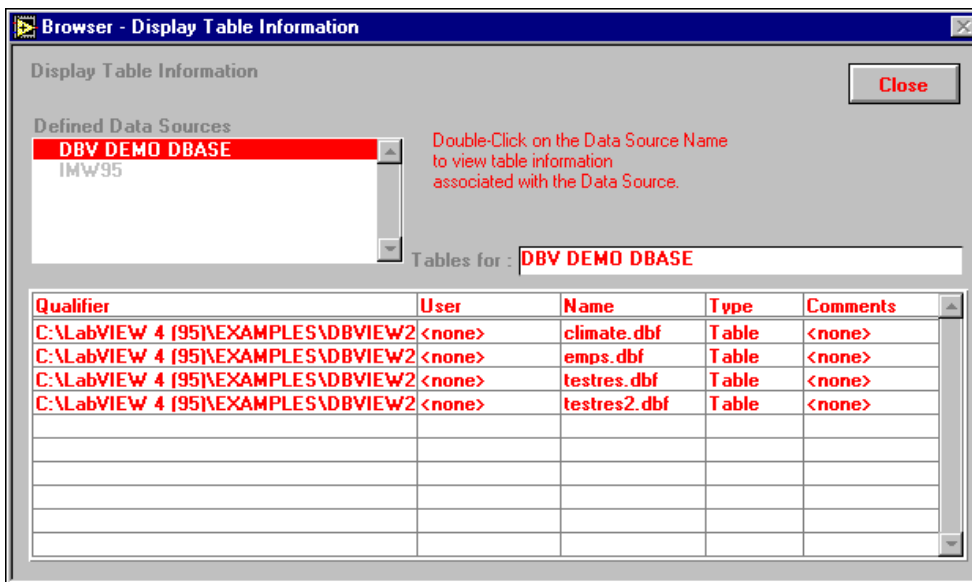 Browser - Display Table Information
Display Table Information
Close
Defined Data Sources
DBV DEMO DBASE
IMW95
Double-Click on the Data Source Name
to view table information
associated with the Data Source.
Tables for : DBV DEMO DBASE
Qualifier User Name Type Comments
C:\LabVIEW 4 (95)\EXAMPLES\DBVIEW2 <none> climate.dbf Table <none>
C:\LabVIEW 4 (95)\EXAMPLES\DBVIEW2 <none> emps.dbf Table <none>
C:\LabVIEW 4 (95)\EXAMPLES\DBVIEW2 <none> testres.dbf Table <none>
C:\LabVIEW 4 (95)\EXAMPLES\DBVIEW2 <none> testres2.dbf Table <none>